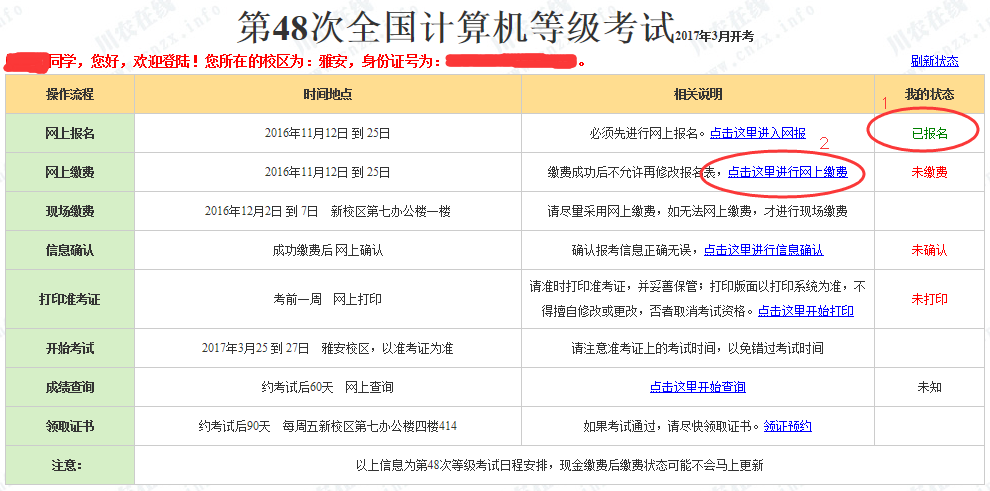 第48次全国计算机等级考试2017年3月开考
同学，您好，欢迎登陆！您所在的校区为：雅安，身份证号为： 。
刷新状态
操作流程 时间地点 相关说明 我的状态
1
网上报名 2016年11月12日 到 25日 必须先进行网上报名。点击这里进入网报 已报名
2
网上缴费 2016年11月12日 到 25日 缴费成功后不允许再修改报名表，点击这里进行网上缴费 未缴费
现场缴费 2016年12月2日 到 7日 新校区第七办公楼一楼 请尽量采用网上缴费，如无法网上缴费，才进行现场缴费
信息确认 成功缴费后 网上确认 确认报考信息正确无误，点击这里进行信息确认 未确认
打印准考证 考前一周 网上打印 请准时打印准考证，并妥善保管；打印版面以打印系统为准，不
得擅自修改或更改，否者取消考试资格。点击这里开始打印 未打印
开始考试 2017年3月25 到 27日 雅安校区，以准考证为准 请注意准考证上的考试时间，以免错过考试时间
成绩查询 约考试后60天 网上查询 点击这里开始查询 未知
领取证书 约考试后90天 每周五新校区第七办公楼四楼414 如果考试通过，请尽快领取证书。领证预约
注意： 以上信息为第48次等级考试日程安排，现金缴费后缴费状态可能不会马上更新